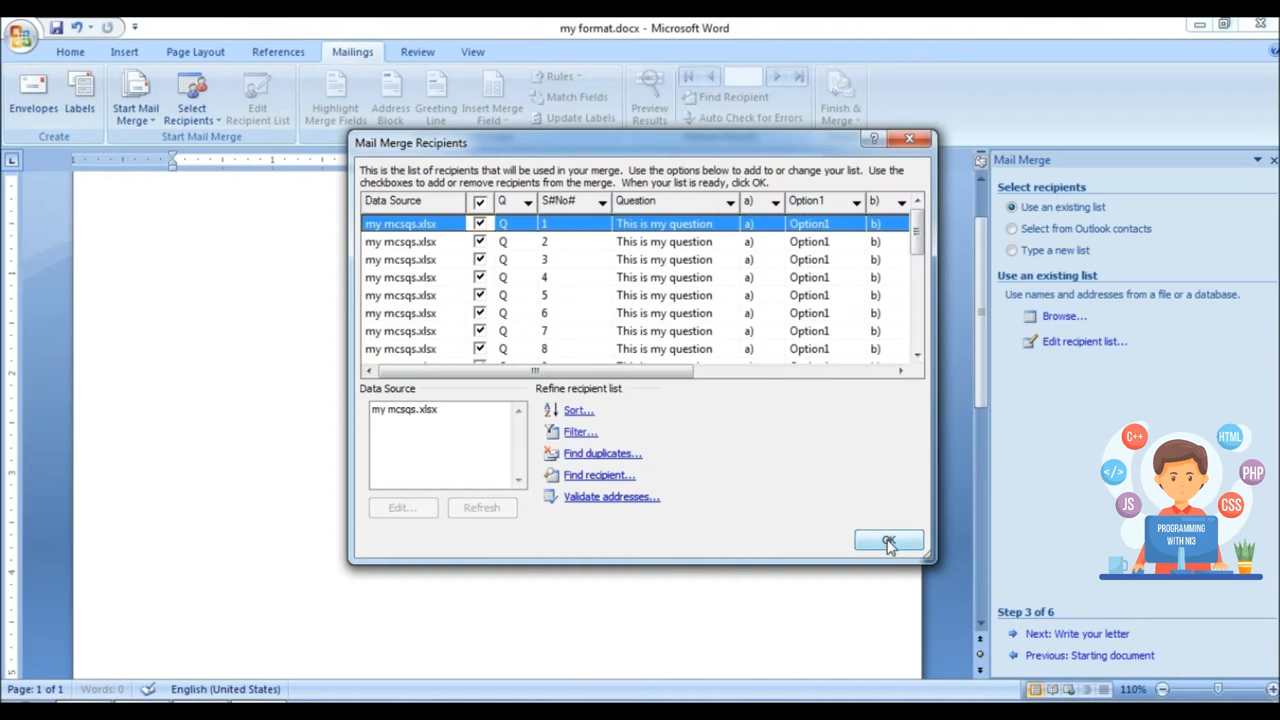 my format.docx - Microsoft Word
Home Insert Page Layout References Mailings Review View
Envelopes Labels Start Mail Merge Select Recipients Edit Recipient List Highlight Merge Fields Address Block Greeting Line Insert Merge Field Rules Match Fields Update Labels Preview Results Find Recipient Auto Check for Errors Finish & Merge
Create Start Mail Merge
Mail Merge Recipients
This is the list of recipients that will be used in your merge. Use the options below to add to or change your list. Use the
checkboxes to add or remove recipients from the merge. When your list is ready, click OK.
Data Source Q S#No# Question a) Option1 b)
my mcsqs.xlsx Q 1 This is my question a) Option1 b)
my mcsqs.xlsx Q 2 This is my question a) Option1 b)
my mcsqs.xlsx Q 3 This is my question a) Option1 b)
my mcsqs.xlsx Q 4 This is my question a) Option1 b)
my mcsqs.xlsx Q 5 This is my question a) Option1 b)
my mcsqs.xlsx Q 6 This is my question a) Option1 b)
my mcsqs.xlsx Q 7 This is my question a) Option1 b)
my mcsqs.xlsx Q 8 This is my question a) Option1 b)
Data Source
my mcsqs.xlsx
Edit... Refresh
Refine recipient list
Sort...
Filter...
Find duplicates...
Find recipient...
Validate addresses...
OK
Mail Merge
Select recipients
Use an existing list
Select from Outlook contacts
Type a new list
Use an existing list
Use names and addresses from a file or a database.
Browse...
Edit recipient list...
C++ HTML
</> PHP
JS CSS
PROGRAMMING
WITH NI3
Step 3 of 6
Next: Write your letter
Previous: Starting document
Page: 1 of 1 Words: 0 English (United States) 110%